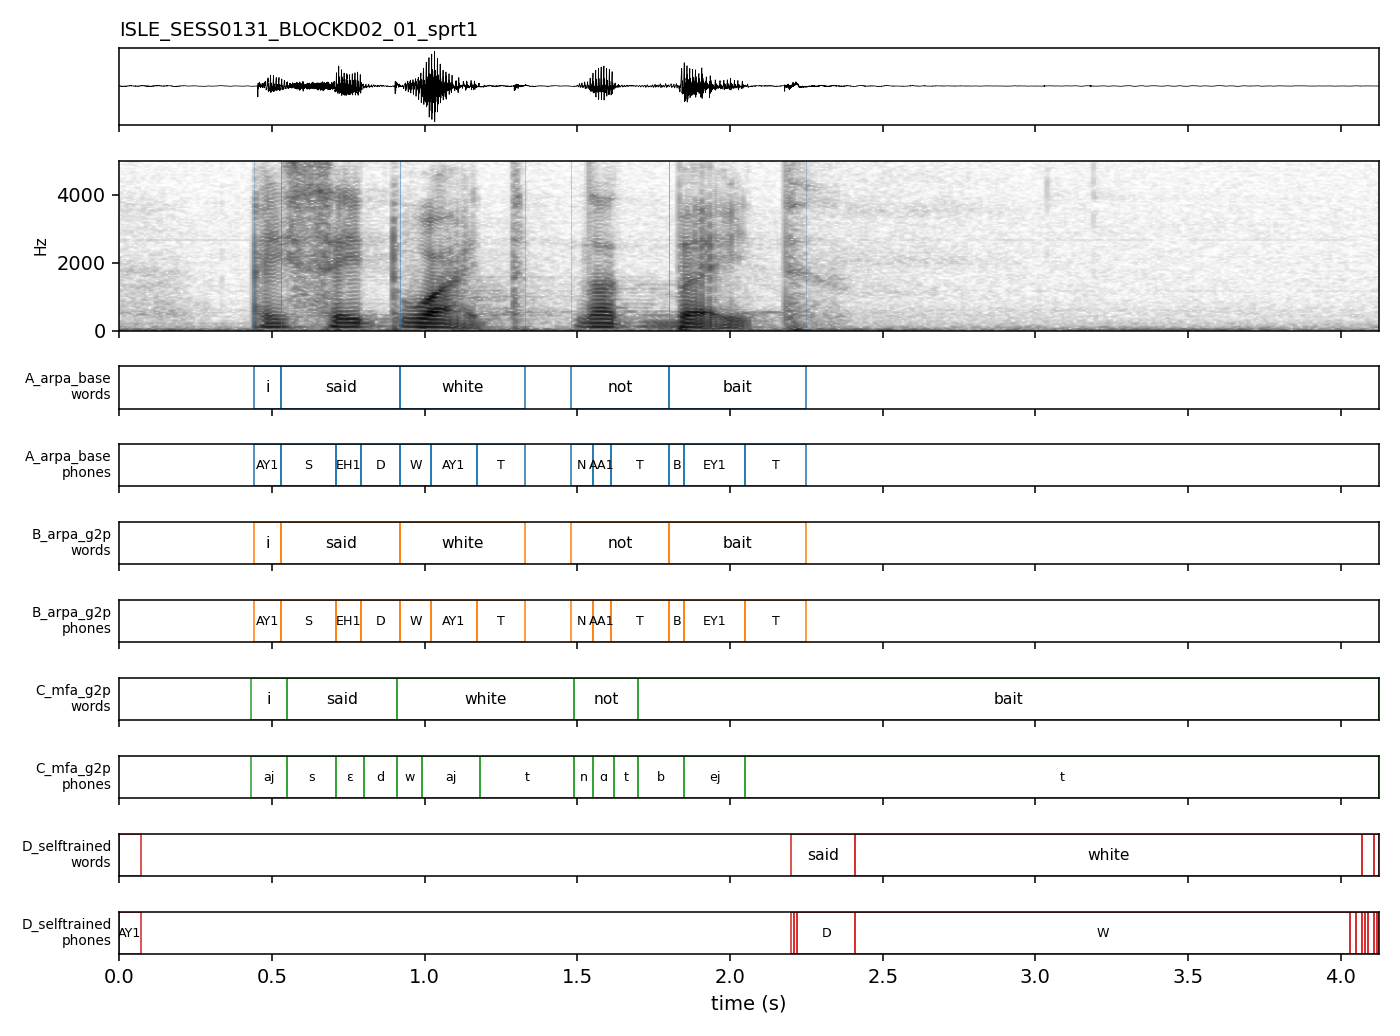 ISLE_SESS0131_BLOCKD02_01_sprt1
4000
2000
0
Hz
A_arpa_base words
i said white not bait
A_arpa_base phones
AY1 S EH1 D W AY1 T N AA1 T B EY1 T
B_arpa_g2p words
i said white not bait
B_arpa_g2p phones
AY1 S EH1 D W AY1 T N AA1 T B EY1 T
C_mfa_g2p words
i said white not bait
C_mfa_g2p phones
aj s ɛ d w aj t n ɑ t b ej t
D_selftrained words
said white
D_selftrained phones
AY1 D W
0.0 0.5 1.0 1.5 2.0 2.5 3.0 3.5 4.0
time (s)